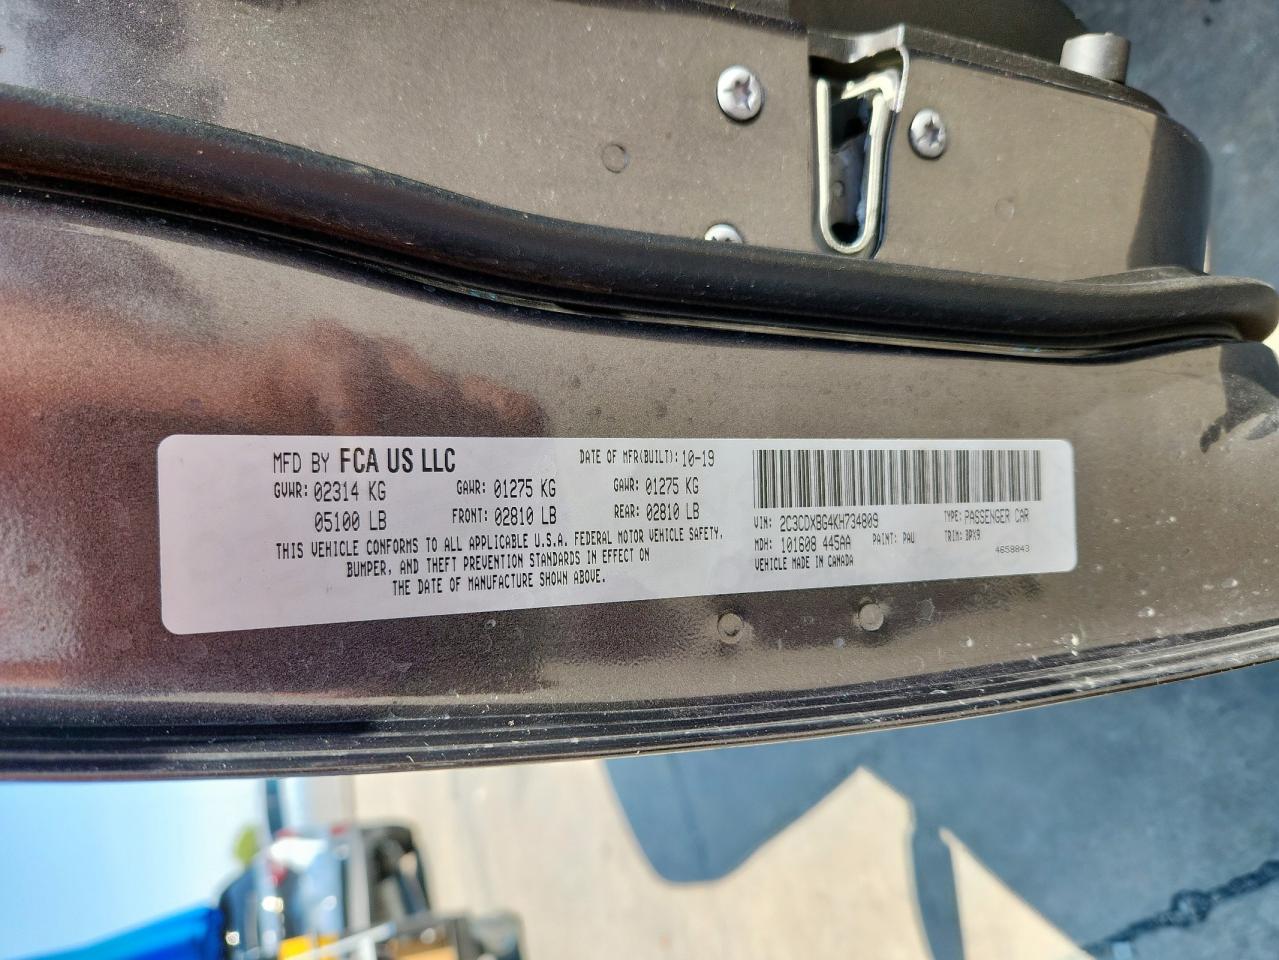 MFD BY FCA US LLC DATE OF MFR(BUILT): 10-19
GVWR: 02314 KG GAWR: 01275 KG GAWR: 01275 KG
05100 LB FRONT: 02810 LB REAR: 02810 LB
THIS VEHICLE CONFORMS TO ALL APPLICABLE U.S.A. FEDERAL MOTOR VEHICLE SAFETY,
BUMPER, AND THEFT PREVENTION STANDARDS IN EFFECT ON
THE DATE OF MANUFACTURE SHOWN ABOVE.
VIN: 2C3CDXBG4KH734809 TYPE: PASSENGER CAR
MDH: 101608 445AA PAINT: PAU TRIM: BPX9
VEHICLE MADE IN CANADA 4658843